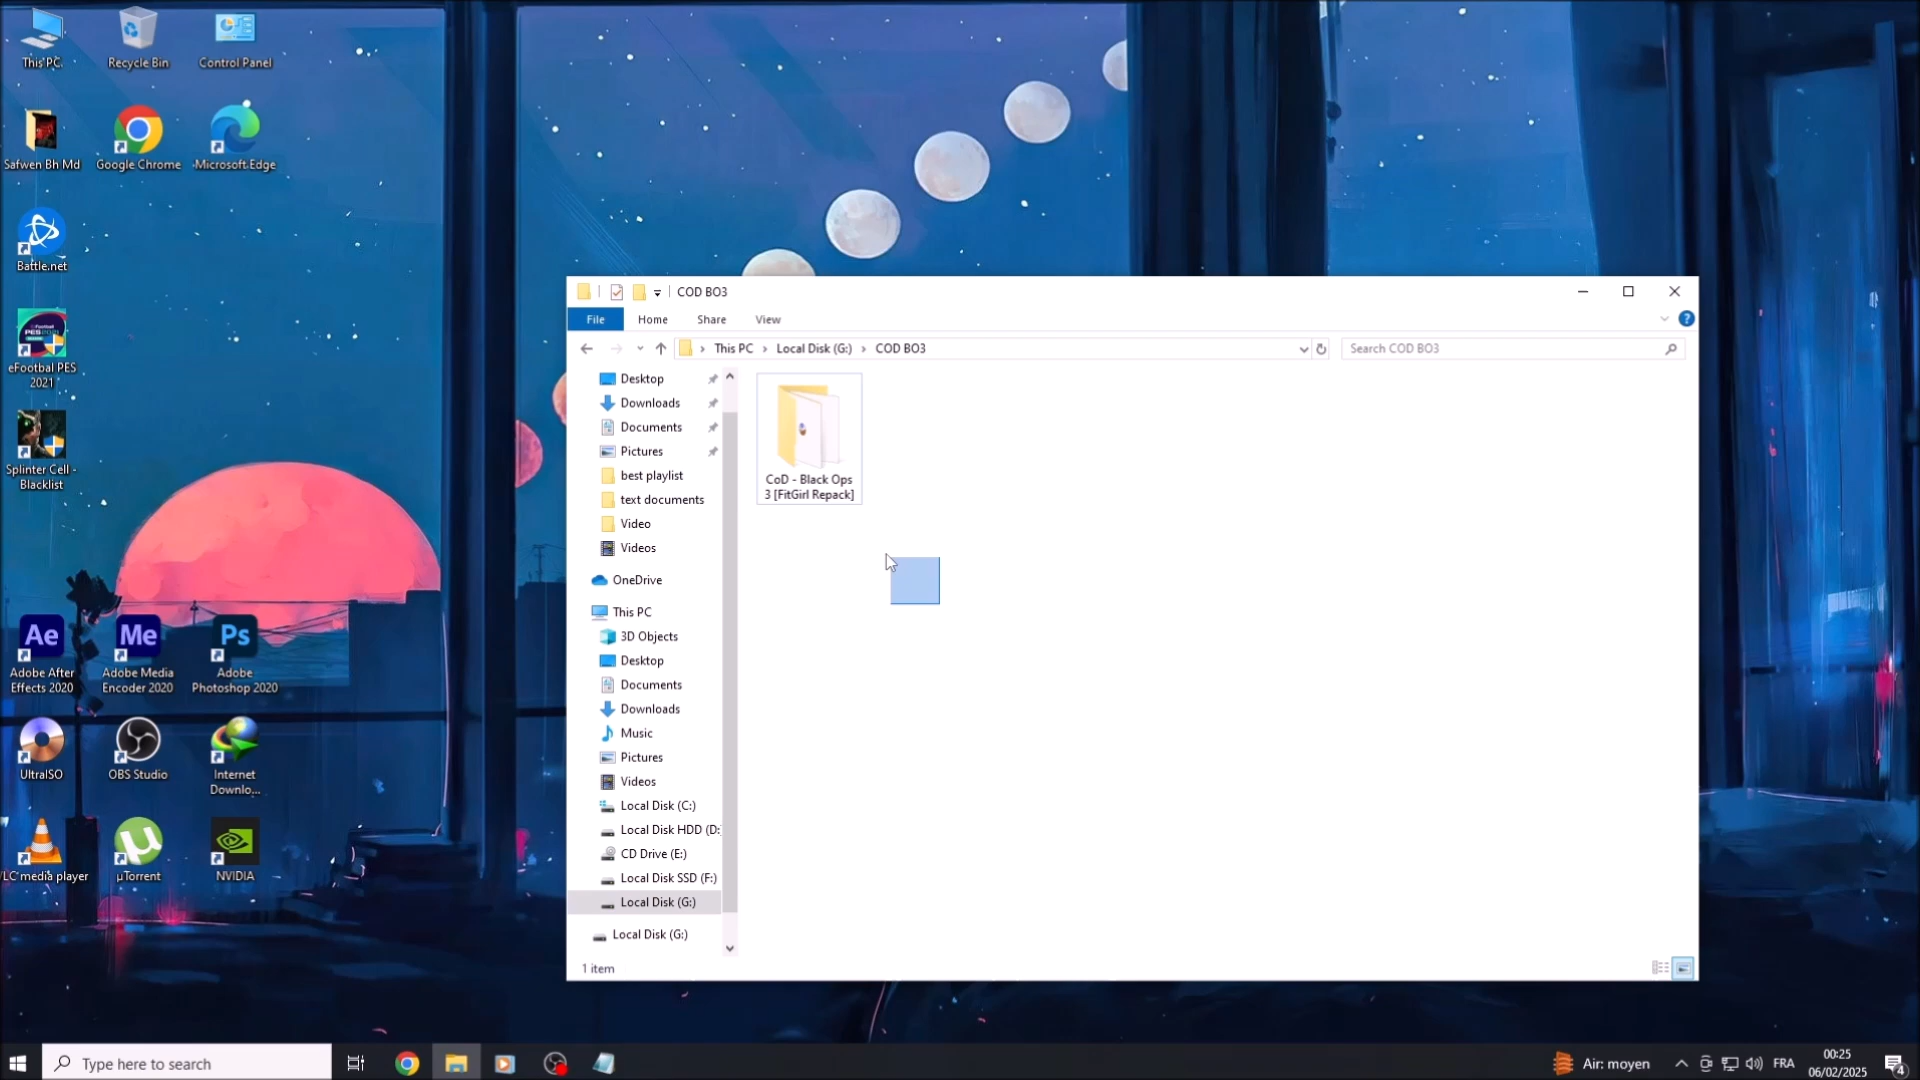 This PC
Recycle Bin
Control Panel
Safwen Bh Md
Google Chrome
Microsoft Edge
Battle.net
eFootbal PES
2021
Splinter Cell -
Blacklist
Adobe After
Effects 2020
Adobe Media
Encoder 2020
Adobe
Photoshop 2020
UltraISO
OBS Studio
Internet
Downlo...
LC media player
µTorrent
NVIDIA
Ae
Me
Ps
COD BO3
File
Home
Share
View
This PC
Local Disk (G:)
COD BO3
Search COD BO3
Desktop
Downloads
Documents
Pictures
best playlist
text documents
Video
Videos
OneDrive
This PC
3D Objects
Desktop
Documents
Downloads
Music
Pictures
Videos
Local Disk (C:)
Local Disk HDD (D:
CD Drive (E:)
Local Disk SSD (F:)
Local Disk (G:)
Local Disk (G:)
CoD - Black Ops
3 [FitGirl Repack]
1 item
Type here to search
Air: moyen
FRA
00:25
06/02/2025
4